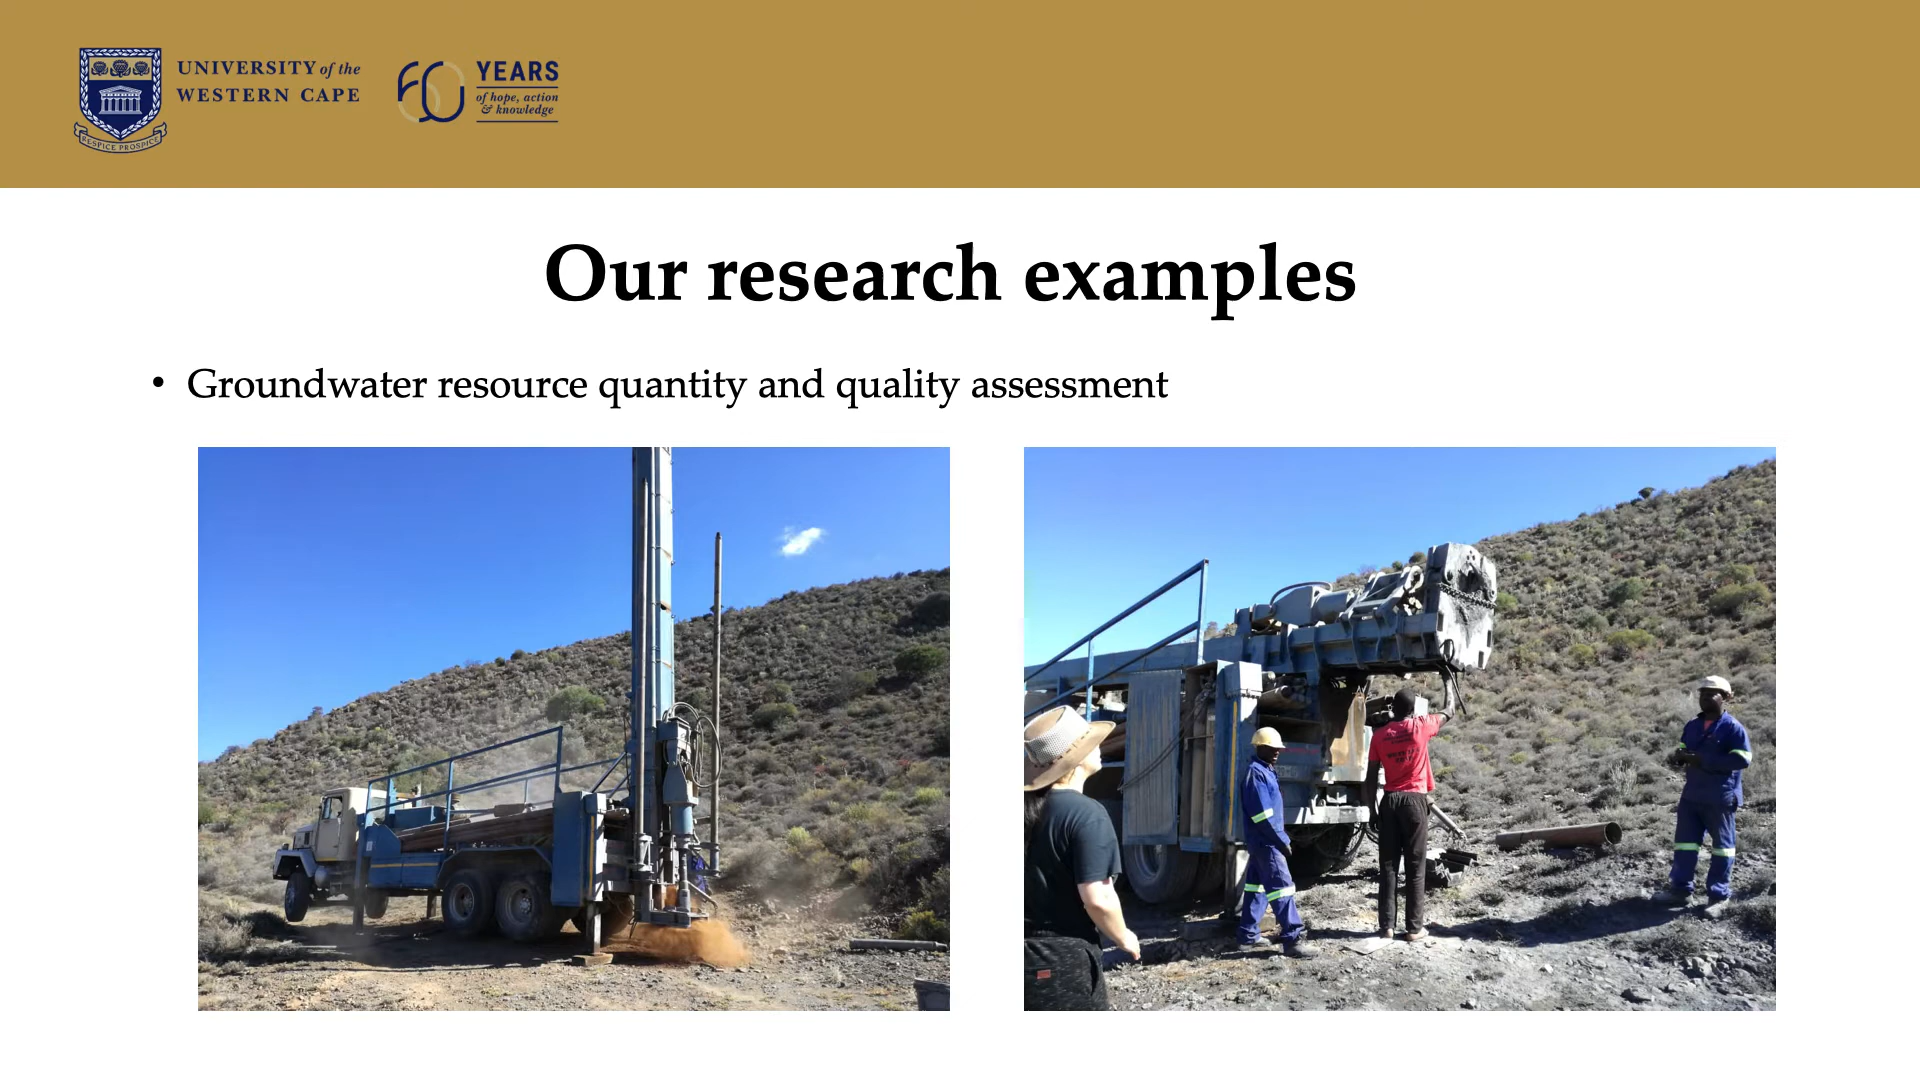 UNIVERSITY of the
WESTERN CAPE
RESPICE PROSPICE
60 YEARS
of hope, action
& knowledge
Our research examples
• Groundwater resource quantity and quality assessment